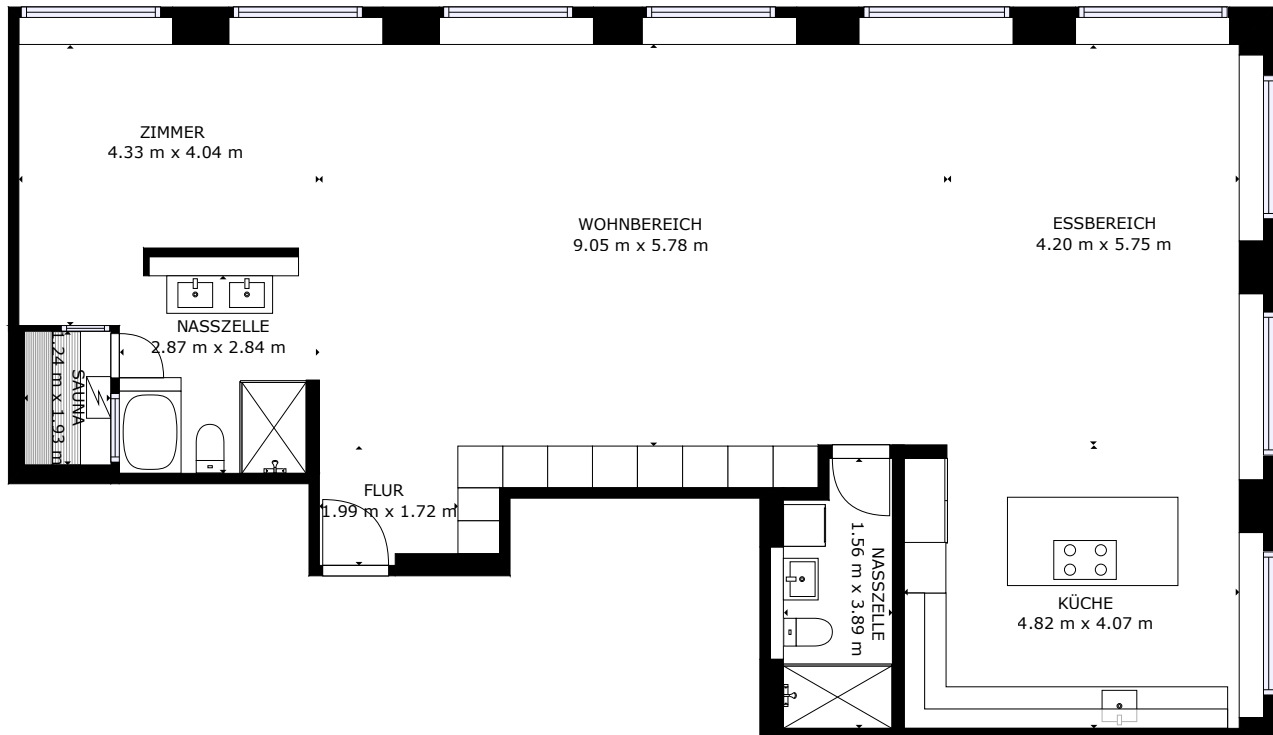 ZIMMER
4.33 m x 4.04 m
WOHNBEREICH
9.05 m x 5.78 m
ESSBEREICH
4.20 m x 5.75 m
NASSZELLE
2.87 m x 2.84 m
SAUNA
1.24 m x 1.93 m
FLUR
1.99 m x 1.72 m
NASSZELLE
1.56 m x 3.89 m
KÜCHE
4.82 m x 4.07 m